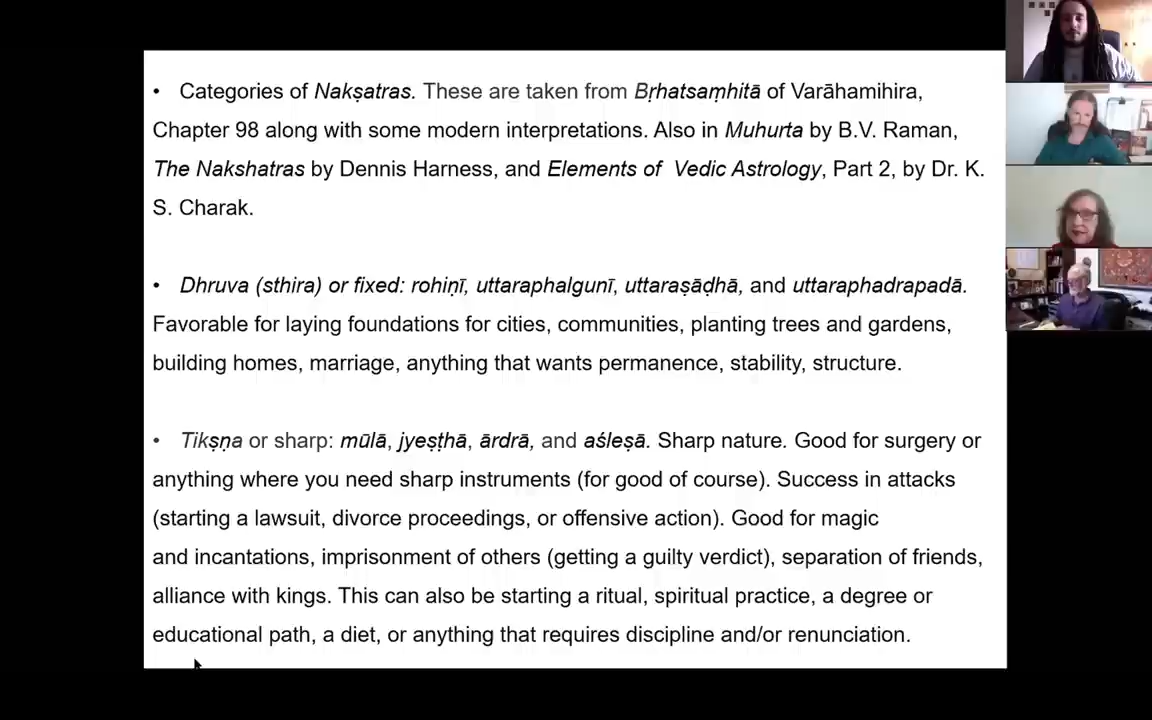 • Categories of Nakṣatras. These are taken from Bṛhatsaṃhitā of Varāhamihira,
Chapter 98 along with some modern interpretations. Also in Muhurta by B.V. Raman,
The Nakshatras by Dennis Harness, and Elements of Vedic Astrology, Part 2, by Dr. K.
S. Charak.
• Dhruva (sthira) or fixed: rohiṇī, uttaraphalgunī, uttaraṣāḍhā, and uttaraphadrapadā.
Favorable for laying foundations for cities, communities, planting trees and gardens,
building homes, marriage, anything that wants permanence, stability, structure.
• Tikṣṇa or sharp: mūlā, jyeṣṭhā, ārdrā, and aśleṣā. Sharp nature. Good for surgery or
anything where you need sharp instruments (for good of course). Success in attacks
(starting a lawsuit, divorce proceedings, or offensive action). Good for magic
and incantations, imprisonment of others (getting a guilty verdict), separation of friends,
alliance with kings. This can also be starting a ritual, spiritual practice, a degree or
educational path, a diet, or anything that requires discipline and/or renunciation.